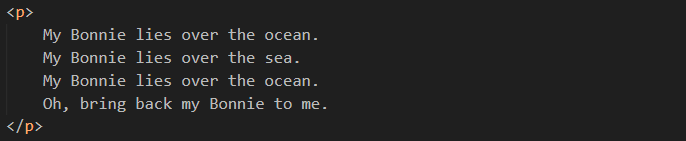 <p>
    My Bonnie lies over the ocean.
    My Bonnie lies over the sea.
    My Bonnie lies over the ocean.
    Oh, bring back my Bonnie to me.
</p>